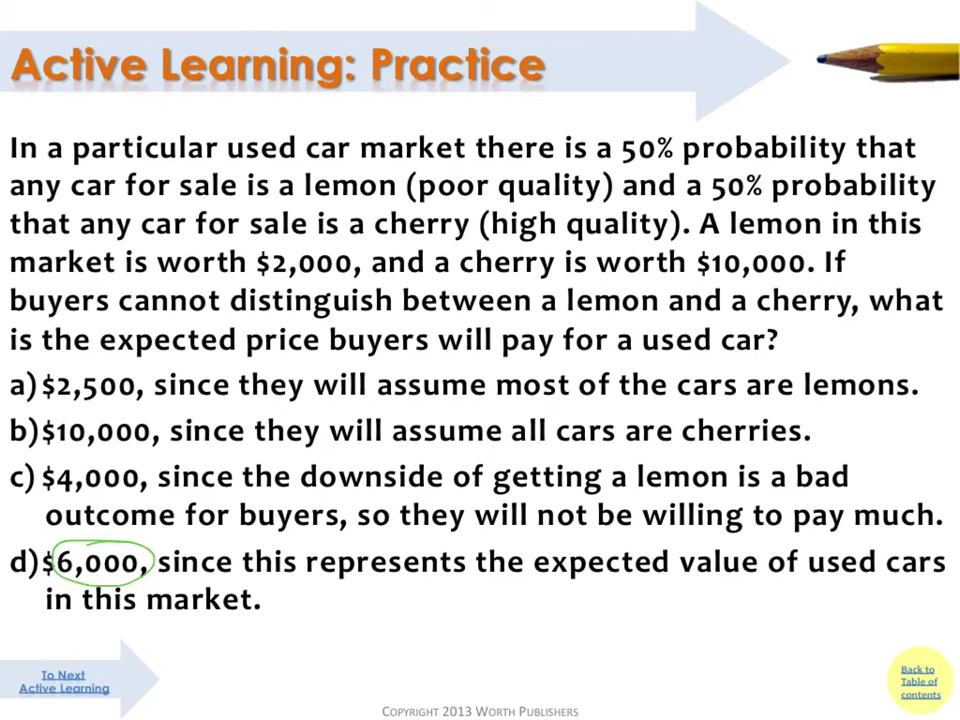 Active Learning: Practice
In a particular used car market there is a 50% probability that
any car for sale is a lemon (poor quality) and a 50% probability
that any car for sale is a cherry (high quality). A lemon in this
market is worth $2,000, and a cherry is worth $10,000. If
buyers cannot distinguish between a lemon and a cherry, what
is the expected price buyers will pay for a used car?
a) $2,500, since they will assume most of the cars are lemons.
b) $10,000, since they will assume all cars are cherries.
c) $4,000, since the downside of getting a lemon is a bad
outcome for buyers, so they will not be willing to pay much.
d) $6,000, since this represents the expected value of used cars
in this market.
To Next
Active Learning
Back to
Table of
contents
COPYRIGHT 2013 WORTH PUBLISHERS